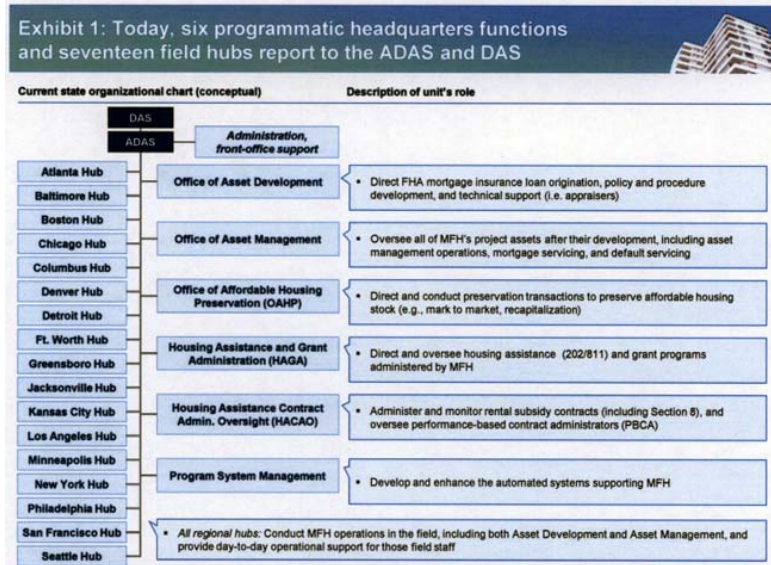 Exhibit 1: Today, six programmatic headquarters functions
and seventeen field hubs report to the ADAS and DAS
Current state organizational chart (conceptual)
Description of unit's role
DAS
ADAS
Administration,
front-office support
Atlanta Hub
Baltimore Hub
Boston Hub
Chicago Hub
Columbus Hub
Denver Hub
Detroit Hub
Ft. Worth Hub
Greensboro Hub
Jacksonville Hub
Kansas City Hub
Los Angeles Hub
Minneapolis Hub
New York Hub
Philadelphia Hub
San Francisco Hub
Seattle Hub
Office of Asset Development
▪ Direct FHA mortgage insurance loan origination, policy and procedure
development, and technical support (i.e. appraisers)
Office of Asset Management
▪ Oversee all of MFH's project assets after their development, including asset
management operations, mortgage servicing, and default servicing
Office of Affordable Housing
Preservation (OAHP)
▪ Direct and conduct preservation transactions to preserve affordable housing
stock (e.g., mark to market, recapitalization)
Housing Assistance and Grant
Administration (HAGA)
▪ Direct and oversee housing assistance (202/811) and grant programs
administered by MFH
Housing Assistance Contract
Admin. Oversight (HACAO)
▪ Administer and monitor rental subsidy contracts (including Section 8), and
oversee performance-based contract administrators (PBCA)
Program System Management
▪ Develop and enhance the automated systems supporting MFH
▪ All regional hubs: Conduct MFH operations in the field, including both Asset Development and Asset Management, and
provide day-to-day operational support for those field staff